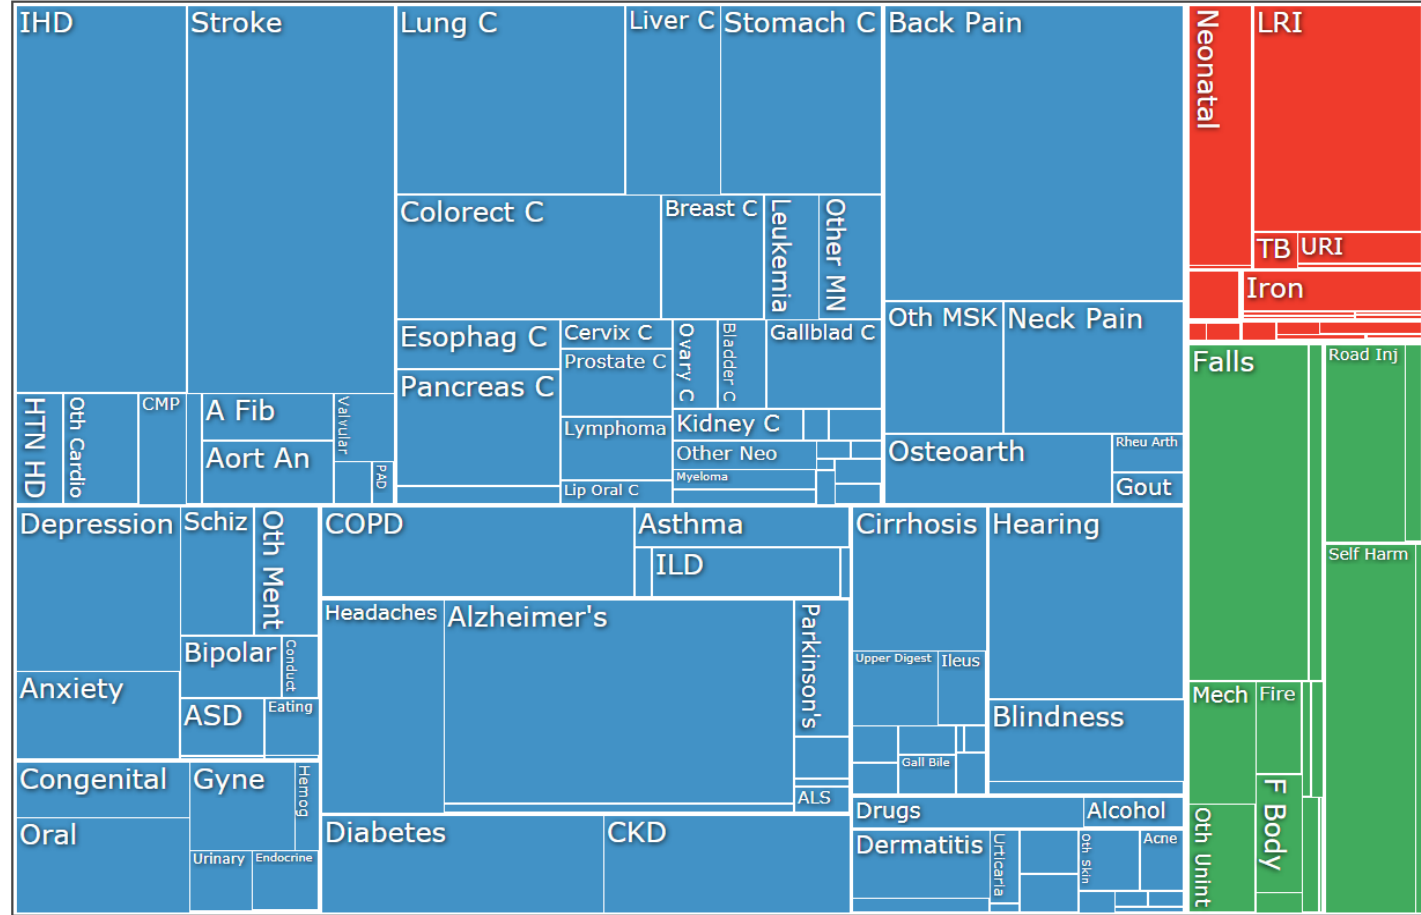 IHD
Stroke
HTN HD
Oth Cardio
CMP
A Fib
Aort An
Valvular
PAD
Lung C
Liver C
Stomach C
Colorect C
Breast C
Leukemia
Other MN
Esophag C
Pancreas C
Cervix C
Prostate C
Lymphoma
Lip Oral C
Ovary C
Bladder C
Gallblad C
Kidney C
Other Neo
Myeloma
Back Pain
Oth MSK
Neck Pain
Osteoarth
Rheu Arth
Gout
Neonatal
LRI
TB
URI
Iron
Depression
Anxiety
Schiz
Oth Ment
Bipolar
Conduct
ASD
Eating
COPD
Asthma
ILD
Headaches
Alzheimer's
Parkinson's
ALS
Cirrhosis
Upper Digest
Ileus
Gall Bile
Hearing
Blindness
Congenital
Oral
Gyne
Hemog
Urinary
Endocrine
Diabetes
CKD
Drugs
Alcohol
Dermatitis
Urticaria
Oth Skin
Acne
Falls
Road Inj
Self Harm
Mech
Fire
F Body
Oth Unint